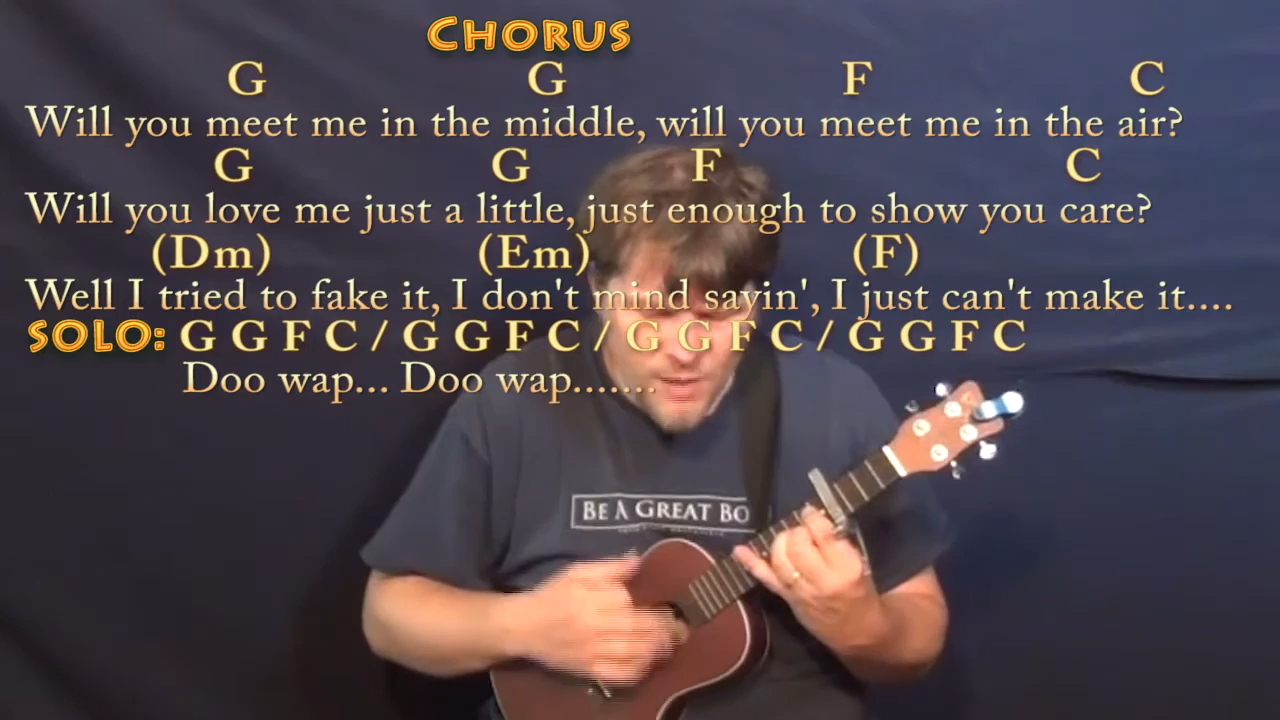 CHORUS
G G F C
Will you meet me in the middle, will you meet me in the air?
G G F C
Will you love me just a little, just enough to show you care?
(Dm) (Em) (F)
Well I tried to fake it, I don't mind sayin', I just can't make it....
SOLO: G G F C / G G F C / G G F C / G G F C
Doo wap... Doo wap.......
BE A GREAT BO